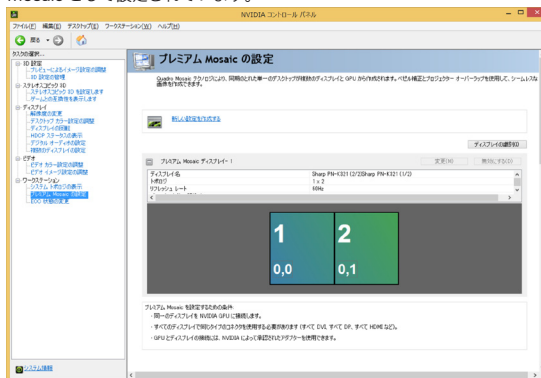 Mosaic として設定されています。
NVIDIA コントロール パネル
ファイル(F) 編集(E) デスクトップ(E) ワークステーション(W) ヘルプ(H)
戻る
タスクの選択...
3D 設定
プレビューによるイメージ設定の調整
3D 設定の管理
ステレオスコピック 3D
ステレオスコピック 3D を設定します
ゲームとの互換性を表示します
ディスプレイ
解像度の変更
デスクトップ カラー設定の調整
ディスプレイの回転
HDCP ステータスの表示
デジタル オーディオの設定
複数のディスプレイの設定
ビデオ
ビデオ カラー設定の調整
ビデオ イメージ設定の調整
ワークステーション
システム トポロジの表示
プレミアム Mosaic の設定
ECC 状態の変更
システム情報
プレミアム Mosaic の設定
Quadro Mosaic テクノロジにより、同期のとれた単一のデスクトップが複数のディスプレイと GPU から作成されます。ベゼル補正とプロジェクター オーバーラップを使用して、シームレスな
画像を作成できます。
新しい設定を作成する
ディスプレイの識別(I)
プレミアム Mosaic ディスプレイ- 1
変更(M)
無効にする(D)
ディスプレイ名 Sharp PN-K321 (2/2)Sharp PN-K321 (1/2)
トポロジ 1 x 2
リフレッシュ レート 60Hz
1 2
0,0 0,1
プレミアム Mosaic を設定するための条件:
· 同一のディスプレイを NVIDIA GPU に接続します。
· すべてのディスプレイで同じタイプのコネクタを使用する必要があります (すべて DVI、すべて DP、すべて HDMI など)。
· GPU とディスプレイの接続には、NVIDIA によって承認されたアダプターを使用できます。